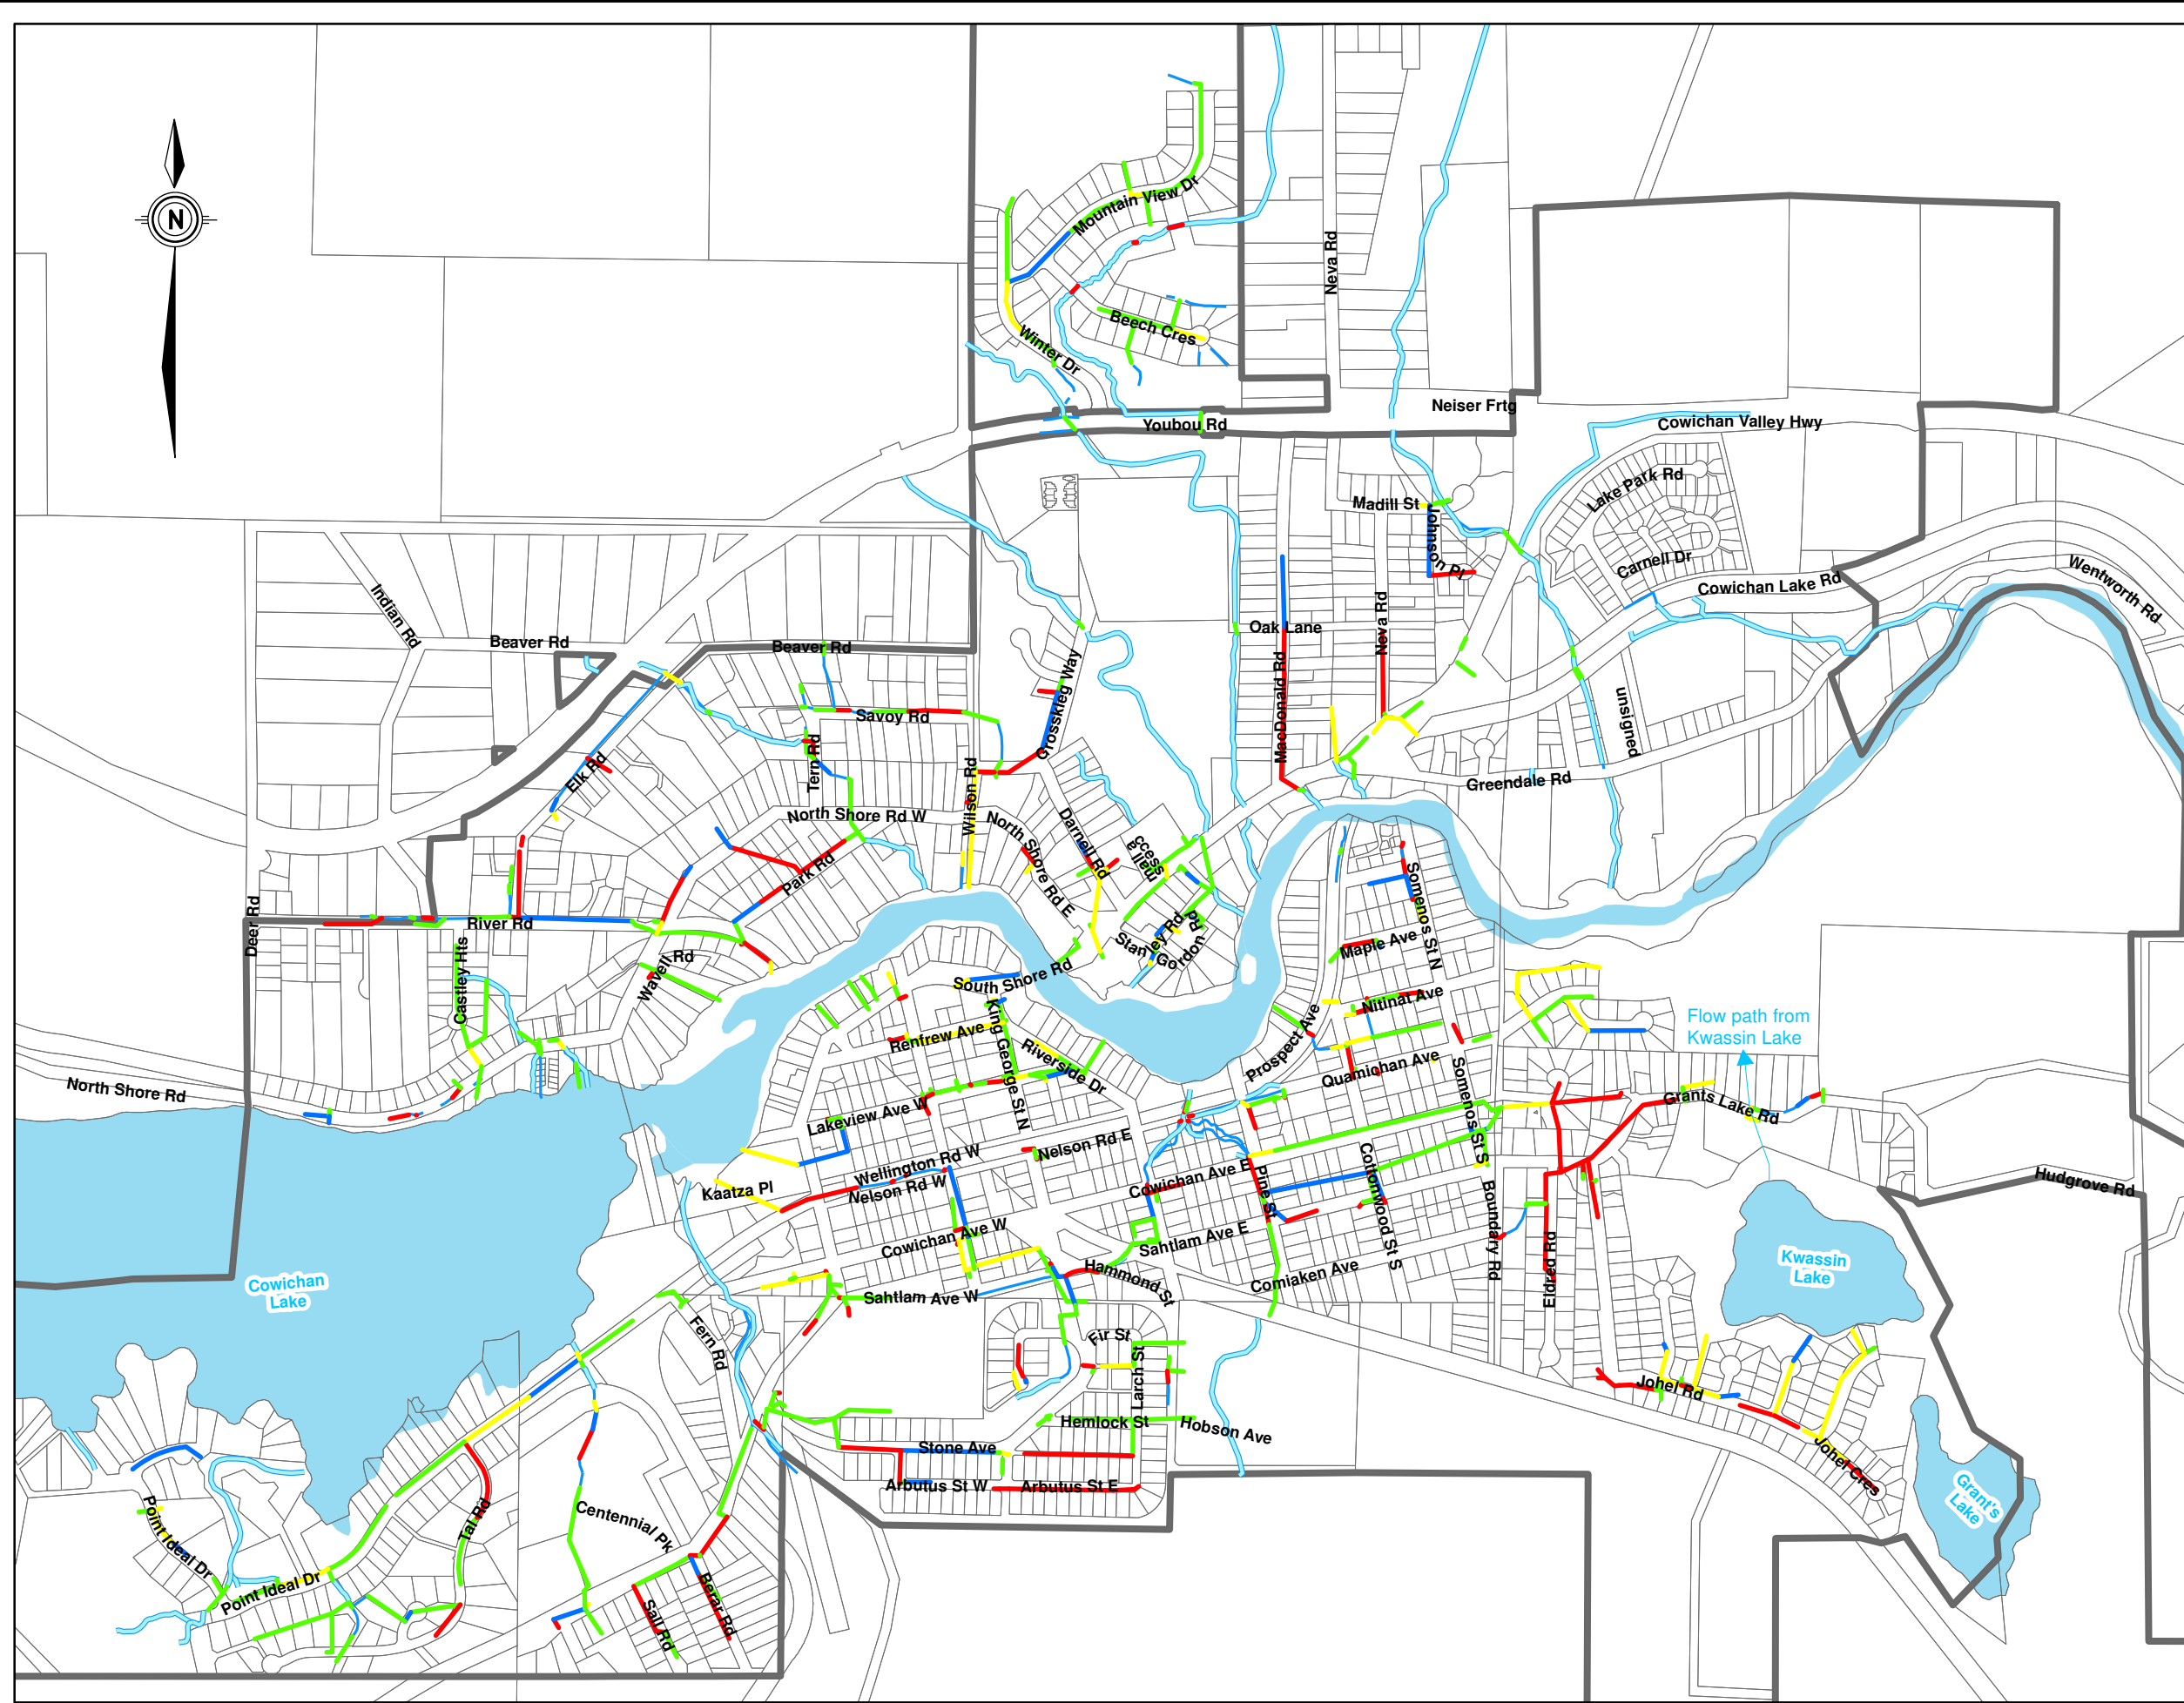 N
Mountain View Dr
Neva Rd
Beech Cres
Winter Dr
Neiser Frtg
Youbou Rd
Cowichan Valley Hwy
Lake Park Rd
Madill St
Johnson Pl
Carnell Dr
Cowichan Lake Rd
Wentworth Rd
Indian Rd
Beaver Rd
Beaver Rd
Oak Lane
Neva Rd
MacDonald Rd
Grosskleg Way
unsigned
Savoy Rd
Tern Rd
Elk Rd
Wilson Rd
Greendale Rd
North Shore Rd W
North Shore Rd E
Darnell Rd
mall a
ccess
Park Rd
Someno​s St N
Deer Rd
River Rd
Stanley Rd
Gordon
Rd
Maple Ave
Castley Hts
Wavell Rd
South Shore Rd
Nitinat Ave
King George St N
Renfrew Ave
Prospect Ave
Flow path from
Kwassin Lake
Riverside Dr
Quamichan Ave
North Shore Rd
Somenos St S
Grants Lake Rd
Lakeview Ave W
Nelson Rd E
Wellington Rd W
Cowichan Ave E
Cottonwood St S
Kaatza Pl
Nelson Rd W
Pine St
Hudgrove Rd
Boundary Rd
Cowichan Ave W
Sahtlam Ave E
Eldred Rd
Kwassin
Lake
Cowichan
Lake
Hammond St
Comiaken Ave
Sahtlam Ave W
Fern Rd
Fir St
Larch St
Johel Rd
Hemlock St
Hobson Ave
Stone Ave
Johel Cres
Arbutus St W
Arbutus St E
Grant's
Lake
Point Ideal Dr
Tal Rd
Centennial Pk
Point Ideal Dr
Berar Rd
Sall Rd